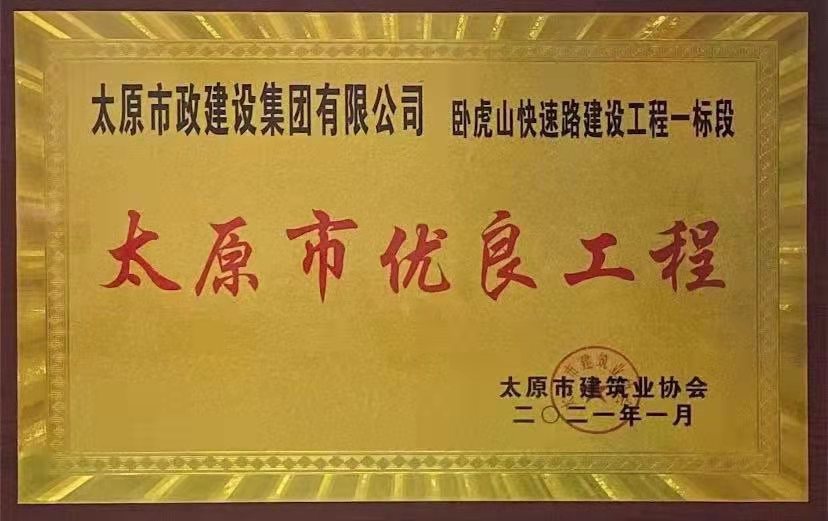 太原市政建设集团有限公司 卧虎山快速路建设工程一标段
太原市优良工程
太原市建筑业协会
二〇二一年一月